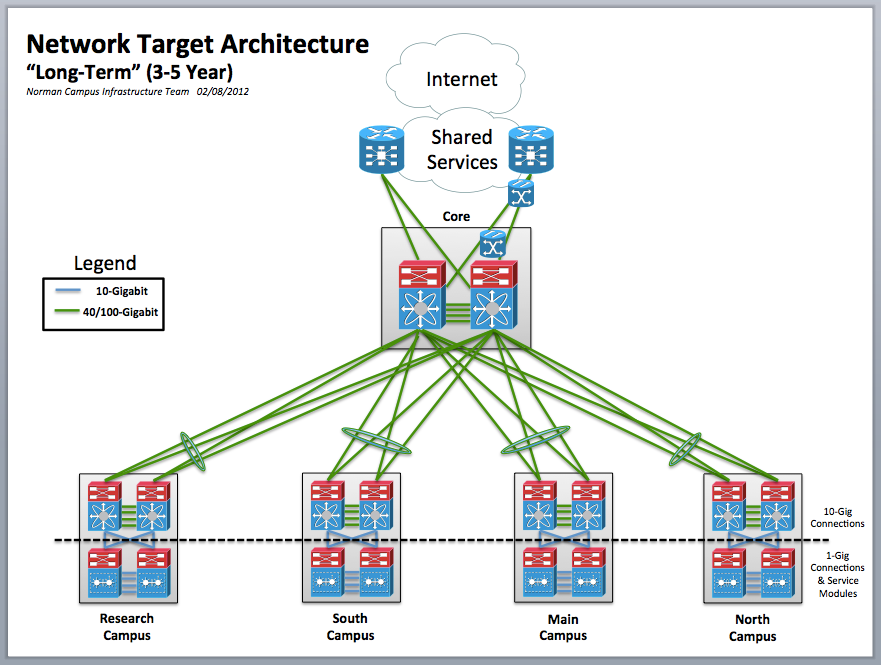 Network Target Architecture
“Long-Term” (3-5 Year)
Norman Campus Infrastructure Team 02/08/2012
Internet
Shared
Services
Core
Legend
10-Gigabit
40/100-Gigabit
10-Gig
Connections
1-Gig
Connections
& Service
Modules
Research
Campus
South
Campus
Main
Campus
North
Campus